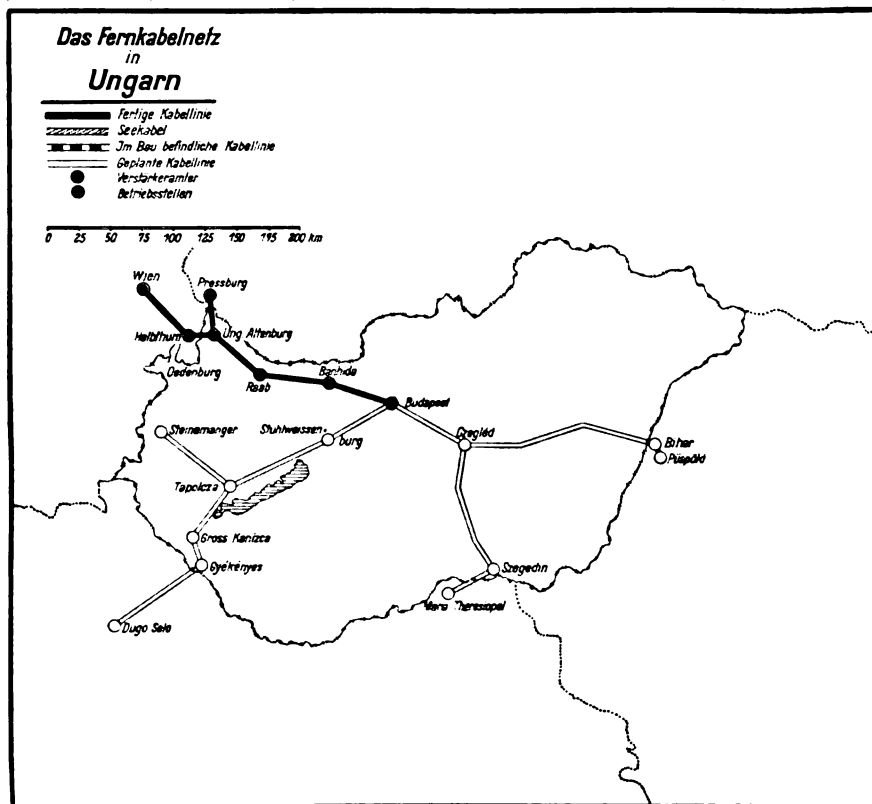 Das Fernkabelnetz
in
Ungarn
Fertige Kabellinie
Seekabel
Im Bau befindliche Kabellinie
Geplante Kabellinie
Verstärkerämter
Betriebsstellen
0 25 50 75 100 125 150 175 200 km
Wien
Pressburg
Halbthurn
Ung Altenburg
Oedenburg
Raab
Banhida
Budapest
Steinamanger
Stuhlweissen-
burg
Czegléd
Bihar
Püspöki
Tapolcza
Gross Kanizca
Gyékényes
Szegedin
Maria Theresiopel
Dugo Selo